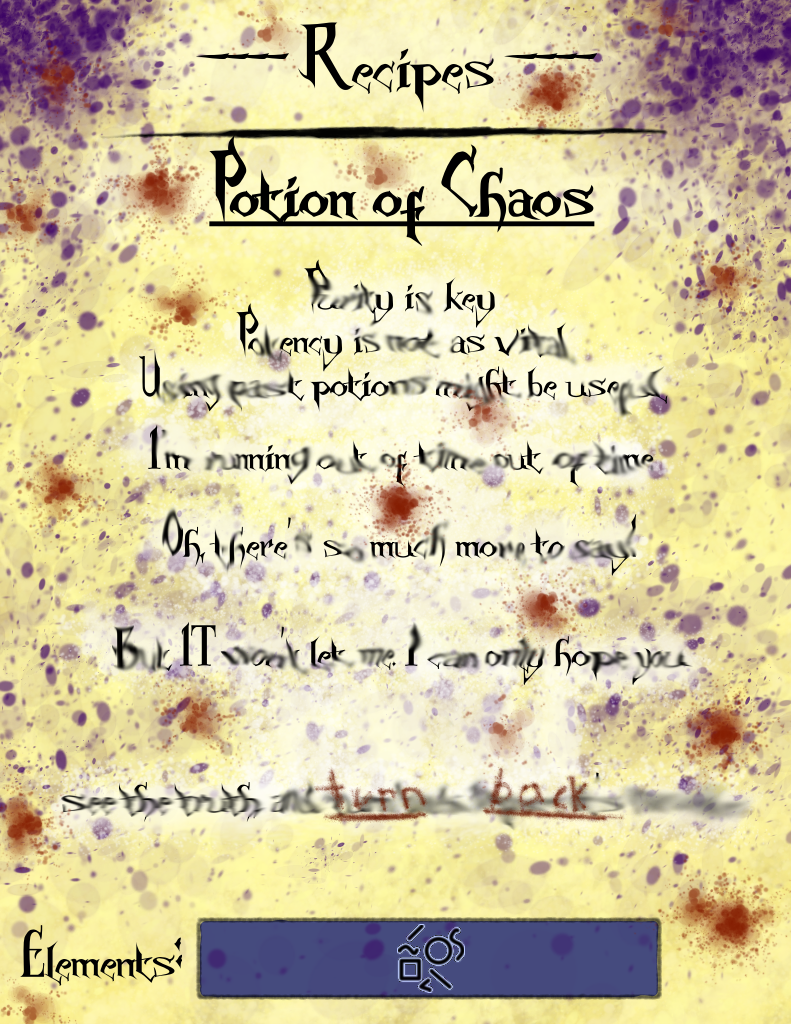 Recipes
Potion of Chaos
Purity is key
Potency is not as vital
Using past potions might be useful
I'm running out of time out of time
Oh, there's so much more to say!
But IT won't let me. I can only hope you
see the truth and turn back
Elements: